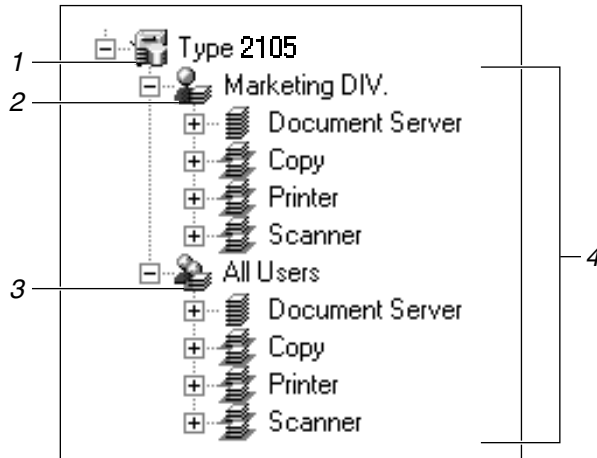 Type 2105
1
Marketing DIV.
2
Document Server
Copy
Printer
Scanner
4
All Users
3
Document Server
Copy
Printer
Scanner